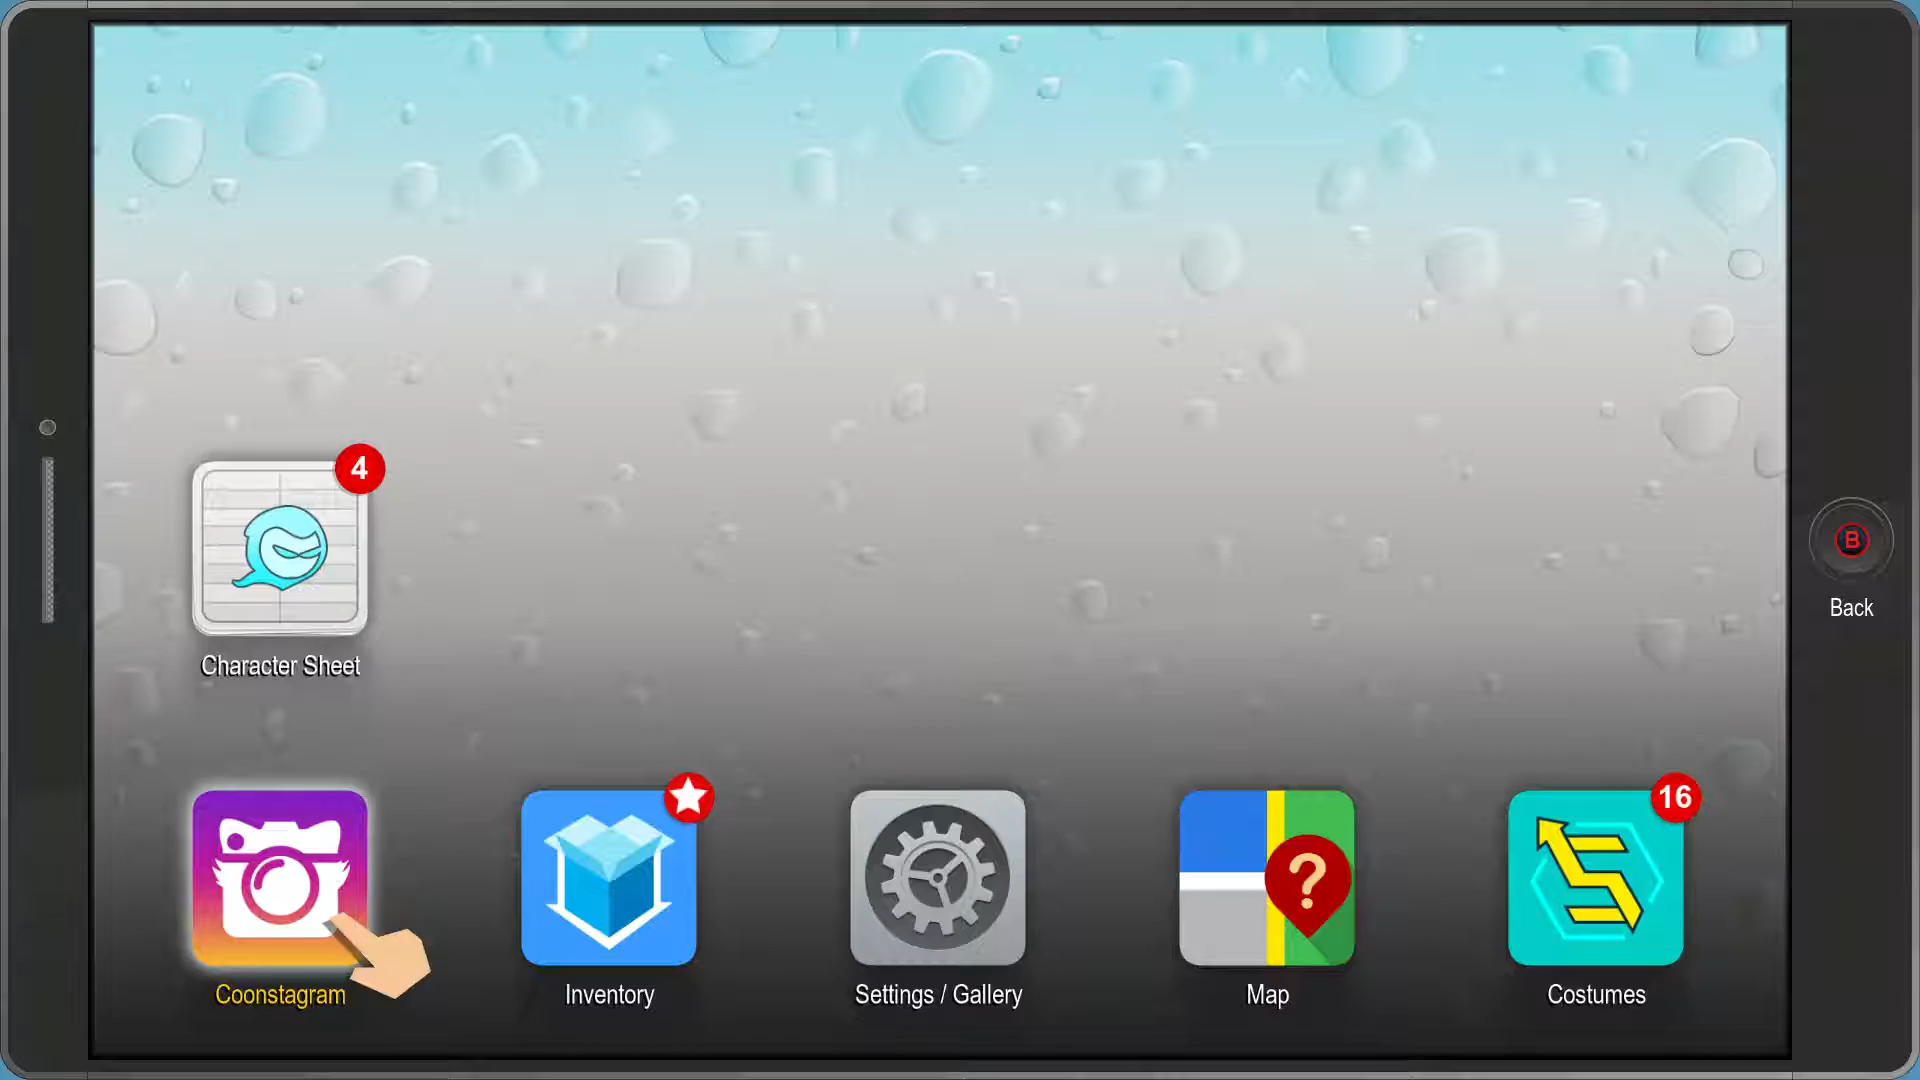 4
Character Sheet
B
Back
16
?
Coonstagram
Inventory
Settings / Gallery
Map
Costumes